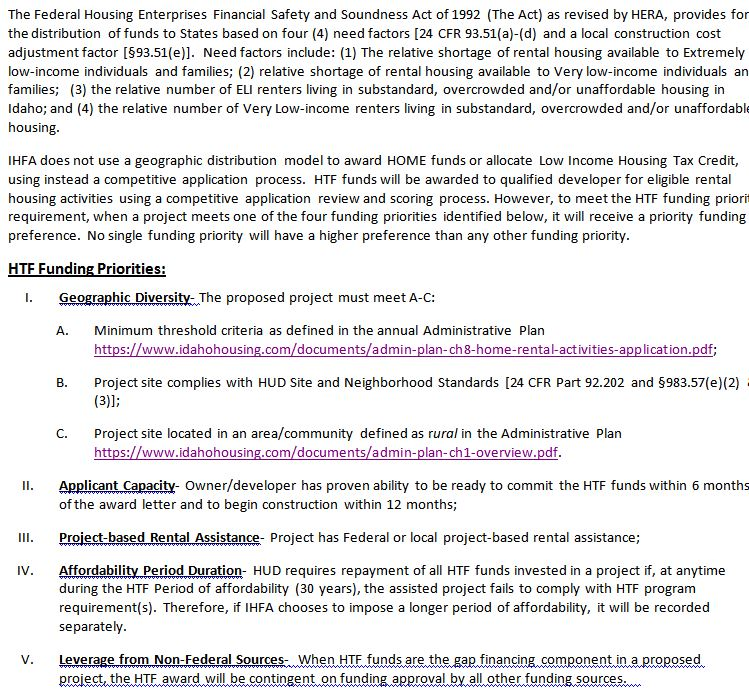 The Federal Housing Enterprises Financial Safety and Soundness Act of 1992 (The Act) as revised by HERA, provides for
the distribution of funds to States based on four (4) need factors [24 CFR 93.51(a)-(d) and a local construction cost
adjustment factor [§93.51(e)]. Need factors include: (1) The relative shortage of rental housing available to Extremely
low-income individuals and families; (2) relative shortage of rental housing available to Very low-income individuals an
families; (3) the relative number of ELI renters living in substandard, overcrowded and/or unaffordable housing in
Idaho; and (4) the relative number of Very Low-income renters living in substandard, overcrowded and/or unaffordable
housing.
IHFA does not use a geographic distribution model to award HOME funds or allocate Low Income Housing Tax Credit,
using instead a competitive application process. HTF funds will be awarded to qualified developer for eligible rental
housing activities using a competitive application review and scoring process. However, to meet the HTF funding priorit
requirement, when a project meets one of the four funding priorities identified below, it will receive a priority funding
preference. No single funding priority will have a higher preference than any other funding priority.
HTF Funding Priorities:
I. Geographic Diversity- The proposed project must meet A-C:
A. Minimum threshold criteria as defined in the annual Administrative Plan
https://www.idahohousing.com/documents/admin-plan-ch8-home-rental-activities-application.pdf;
B. Project site complies with HUD Site and Neighborhood Standards [24 CFR Part 92.202 and §983.57(e)(2)
(3)];
C. Project site located in an area/community defined as rural in the Administrative Plan
https://www.idahohousing.com/documents/admin-plan-ch1-overview.pdf.
II. Applicant Capacity- Owner/developer has proven ability to be ready to commit the HTF funds within 6 months
of the award letter and to begin construction within 12 months;
III. Project-based Rental Assistance- Project has Federal or local project-based rental assistance;
IV. Affordability Period Duration- HUD requires repayment of all HTF funds invested in a project if, at anytime
during the HTF Period of affordability (30 years), the assisted project fails to comply with HTF program
requirement(s). Therefore, if IHFA chooses to impose a longer period of affordability, it will be recorded
separately.
V. Leverage from Non-Federal Sources- When HTF funds are the gap financing component in a proposed
project, the HTF award will be contingent on funding approval by all other funding sources.